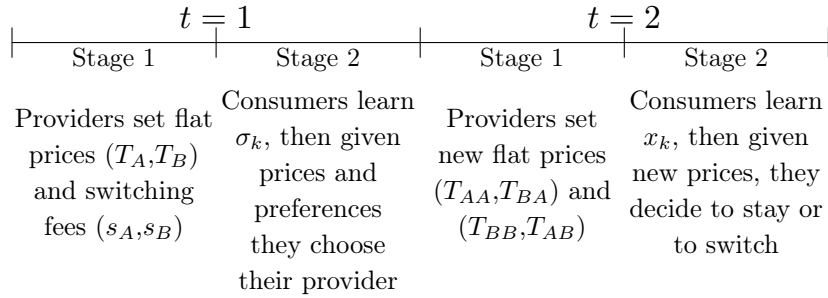 t = 1 t = 2
Stage 1 Stage 2 Stage 1 Stage 2
Providers set flat
prices (T_A,T_B)
and switching
fees (s_A,s_B)
Consumers learn
σ_k, then given
prices and
preferences
they choose
their provider
Providers set
new flat prices
(T_AA,T_BA) and
(T_BB,T_AB)
Consumers learn
x_k, then given
new prices, they
decide to stay or
to switch